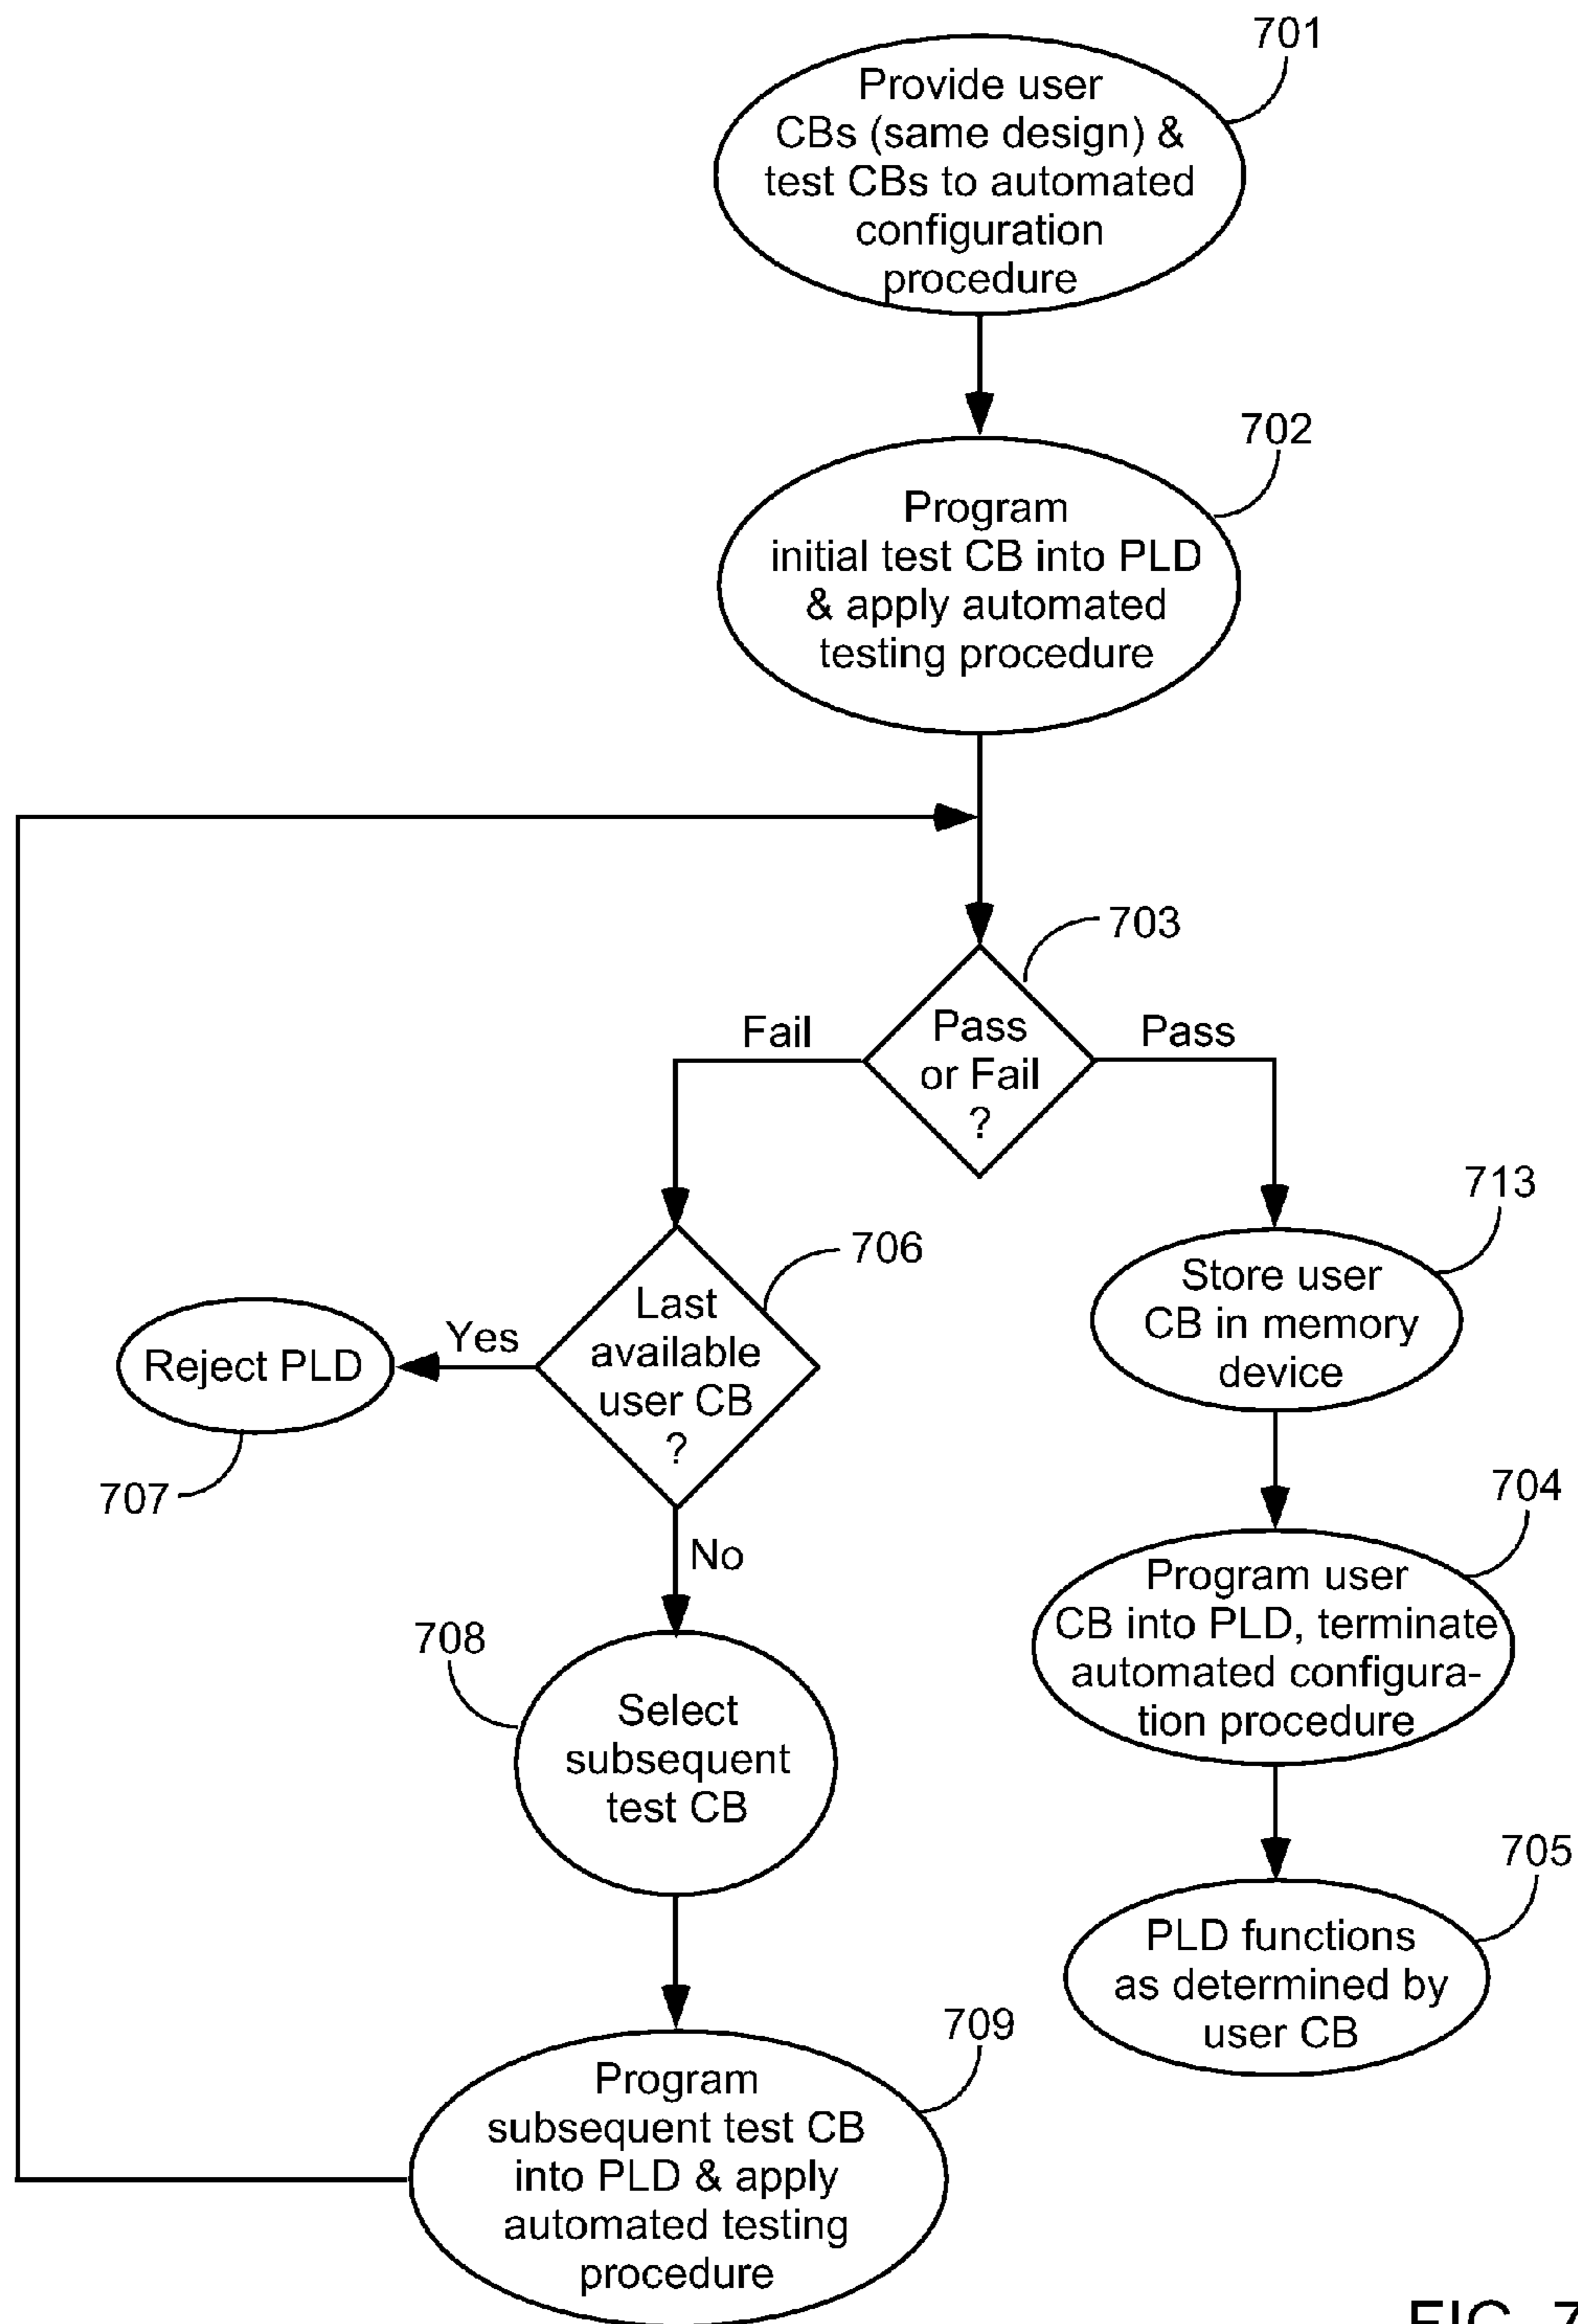 701
Provide user
CBs (same design) &
test CBs to automated
configuration
procedure
702
Program
initial test CB into PLD
& apply automated
testing procedure
703
Pass
or Fail
?
Fail
Pass
713
Store user
CB in memory
device
706
Last
available
user CB
?
Yes
Reject PLD
707
No
704
Program user
CB into PLD, terminate
automated configura-
tion procedure
708
Select
subsequent
test CB
705
PLD functions
as determined by
user CB
709
Program
subsequent test CB
into PLD & apply
automated testing
procedure
FIG. 7